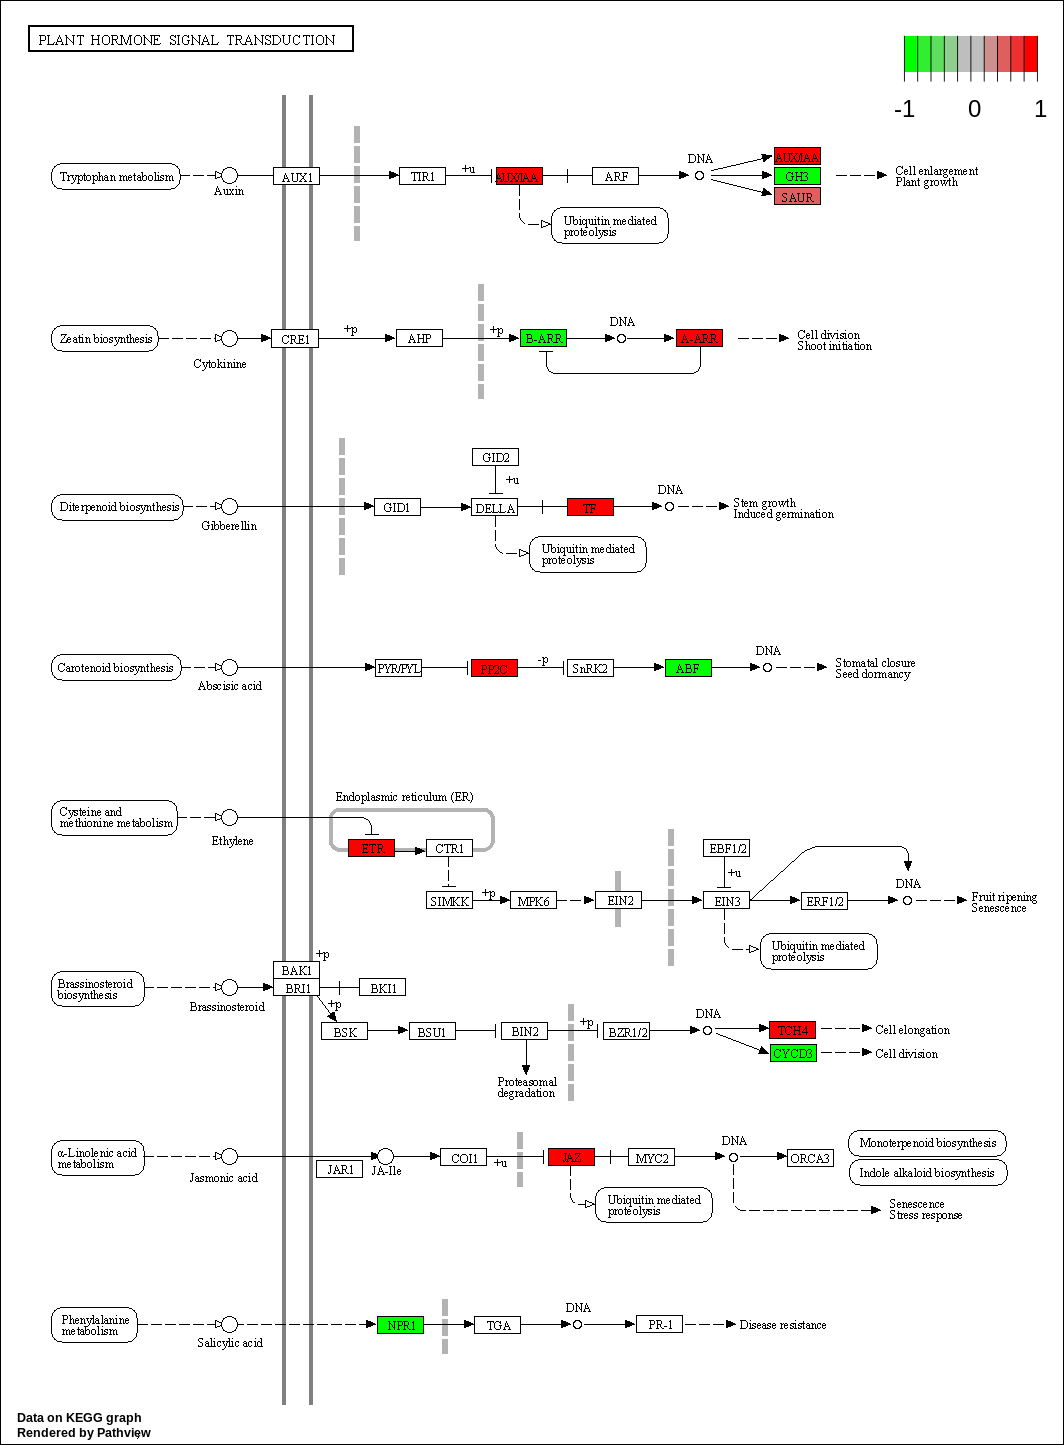 PLANT HORMONE SIGNAL TRANSDUCTION
-1 0 1
Tryptophan metabolism
Auxin
AUX1
TIR1
+u
AUX/IAA
ARF
DNA
AUX/IAA
GH3
SAUR
Cell enlargement
Plant growth
Ubiquitin mediated
proteolysis
Zeatin biosynthesis
Cytokinine
CRE1
+p
AHP
+p
B-ARR
DNA
A-ARR
Cell division
Shoot initiation
GID2
+u
Diterpenoid biosynthesis
Gibberellin
GID1
DELLA
TF
DNA
Stem growth
Induced germination
Ubiquitin mediated
proteolysis
Carotenoid biosynthesis
Abscisic acid
PYR/PYL
PP2C
-p
SnRK2
ABF
DNA
Stomatal closure
Seed dormancy
Endoplasmic reticulum (ER)
Cysteine and
methionine metabolism
Ethylene
ETR
CTR1
SIMKK
+p
MPK6
EIN2
EBF1/2
+u
EIN3
ERF1/2
DNA
Fruit ripening
Senescence
Ubiquitin mediated
proteolysis
Brassinosteroid
biosynthesis
Brassinosteroid
BAK1
+p
BRI1
BKI1
+p
BSK
BSU1
BIN2
+p
BZR1/2
DNA
TCH4
Cell elongation
CYCD3
Cell division
Proteasomal
degradation
α-Linolenic acid
metabolism
Jasmonic acid
JAR1
JA-Ile
COI1
+u
JAZ
MYC2
DNA
ORCA3
Monoterpenoid biosynthesis
Indole alkaloid biosynthesis
Ubiquitin mediated
proteolysis
Senescence
Stress response
Phenylalanine
metabolism
Salicylic acid
NPR1
TGA
DNA
PR-1
Disease resistance
Data on KEGG graph
Rendered by Pathview